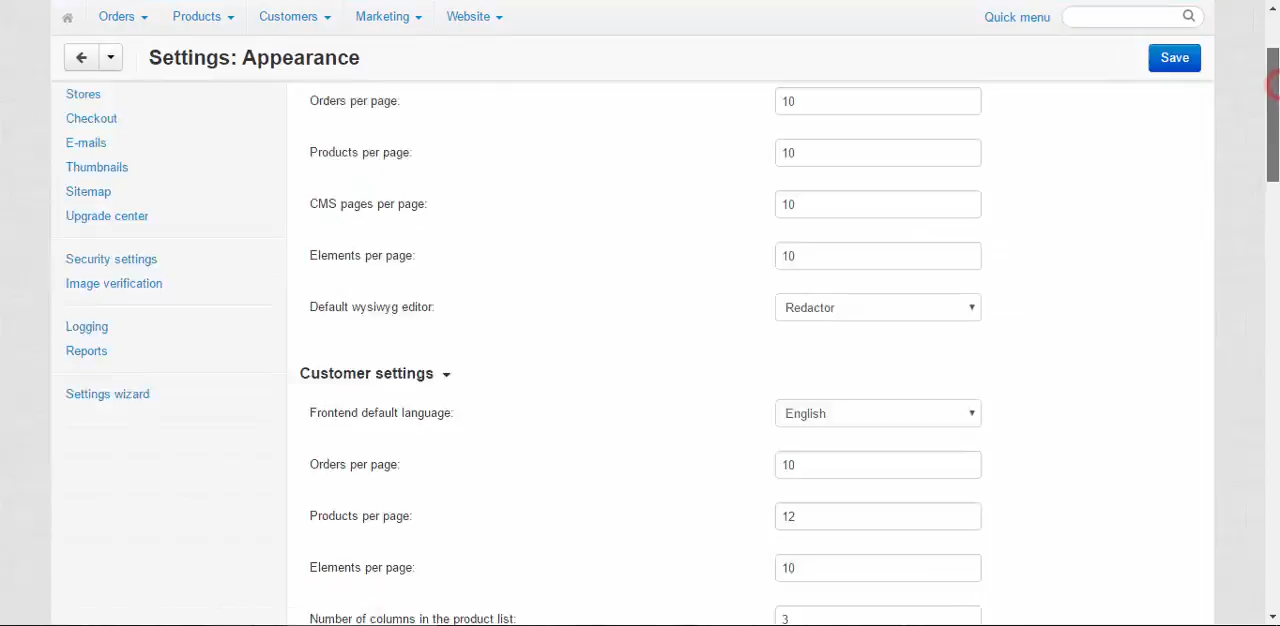 Orders Products Customers Marketing Website Quick menu
Settings: Appearance Save
Stores
Checkout
E-mails
Thumbnails
Sitemap
Upgrade center
Security settings
Image verification
Logging
Reports
Settings wizard
Orders per page: 10
Products per page: 10
CMS pages per page: 10
Elements per page: 10
Default wysiwyg editor: Redactor
Customer settings
Frontend default language: English
Orders per page: 10
Products per page: 12
Elements per page: 10
Number of columns in the product list: 3